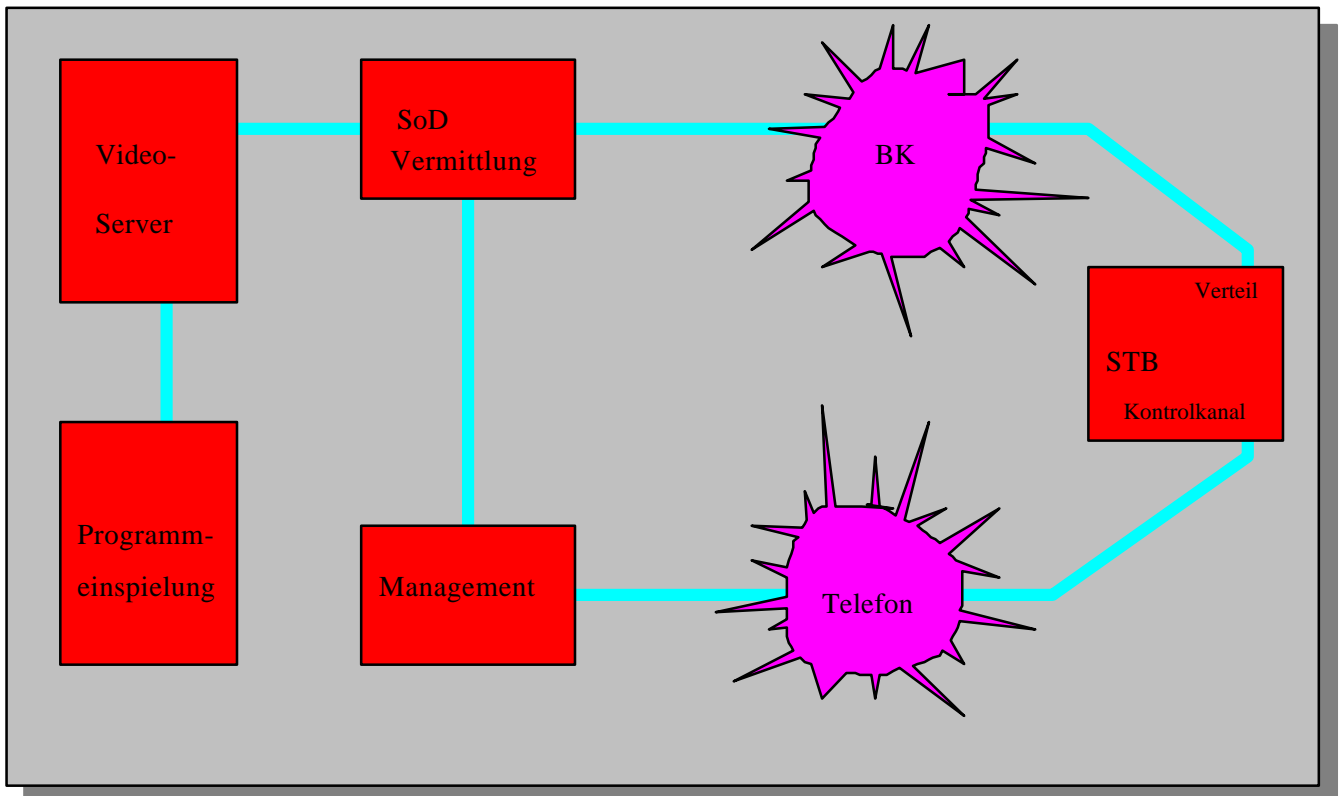 Video-
Server
SoD
Vermittlung
BK
Verteil
STB
Kontrolkanal
Programm-
einspielung
Management
Telefon